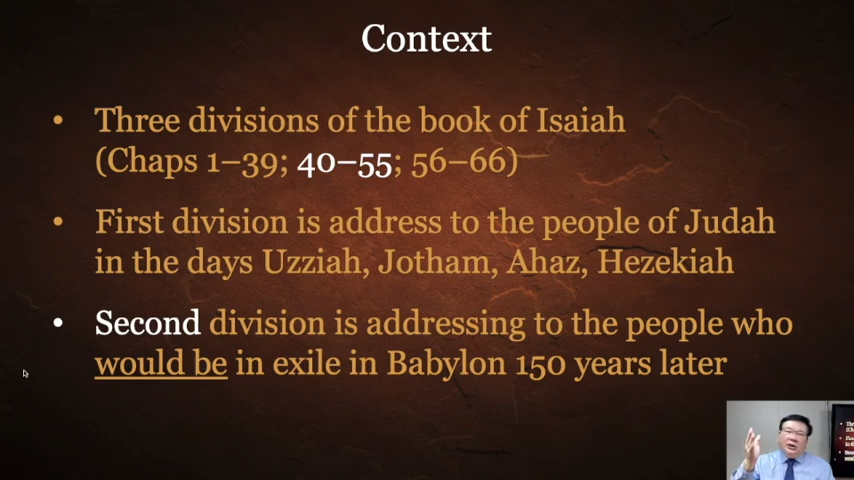 Context
• Three divisions of the book of Isaiah
(Chaps 1–39; 40–55; 56–66)
• First division is address to the people of Judah
in the days Uzziah, Jotham, Ahaz, Hezekiah
• Second division is addressing to the people who
would be in exile in Babylon 150 years later